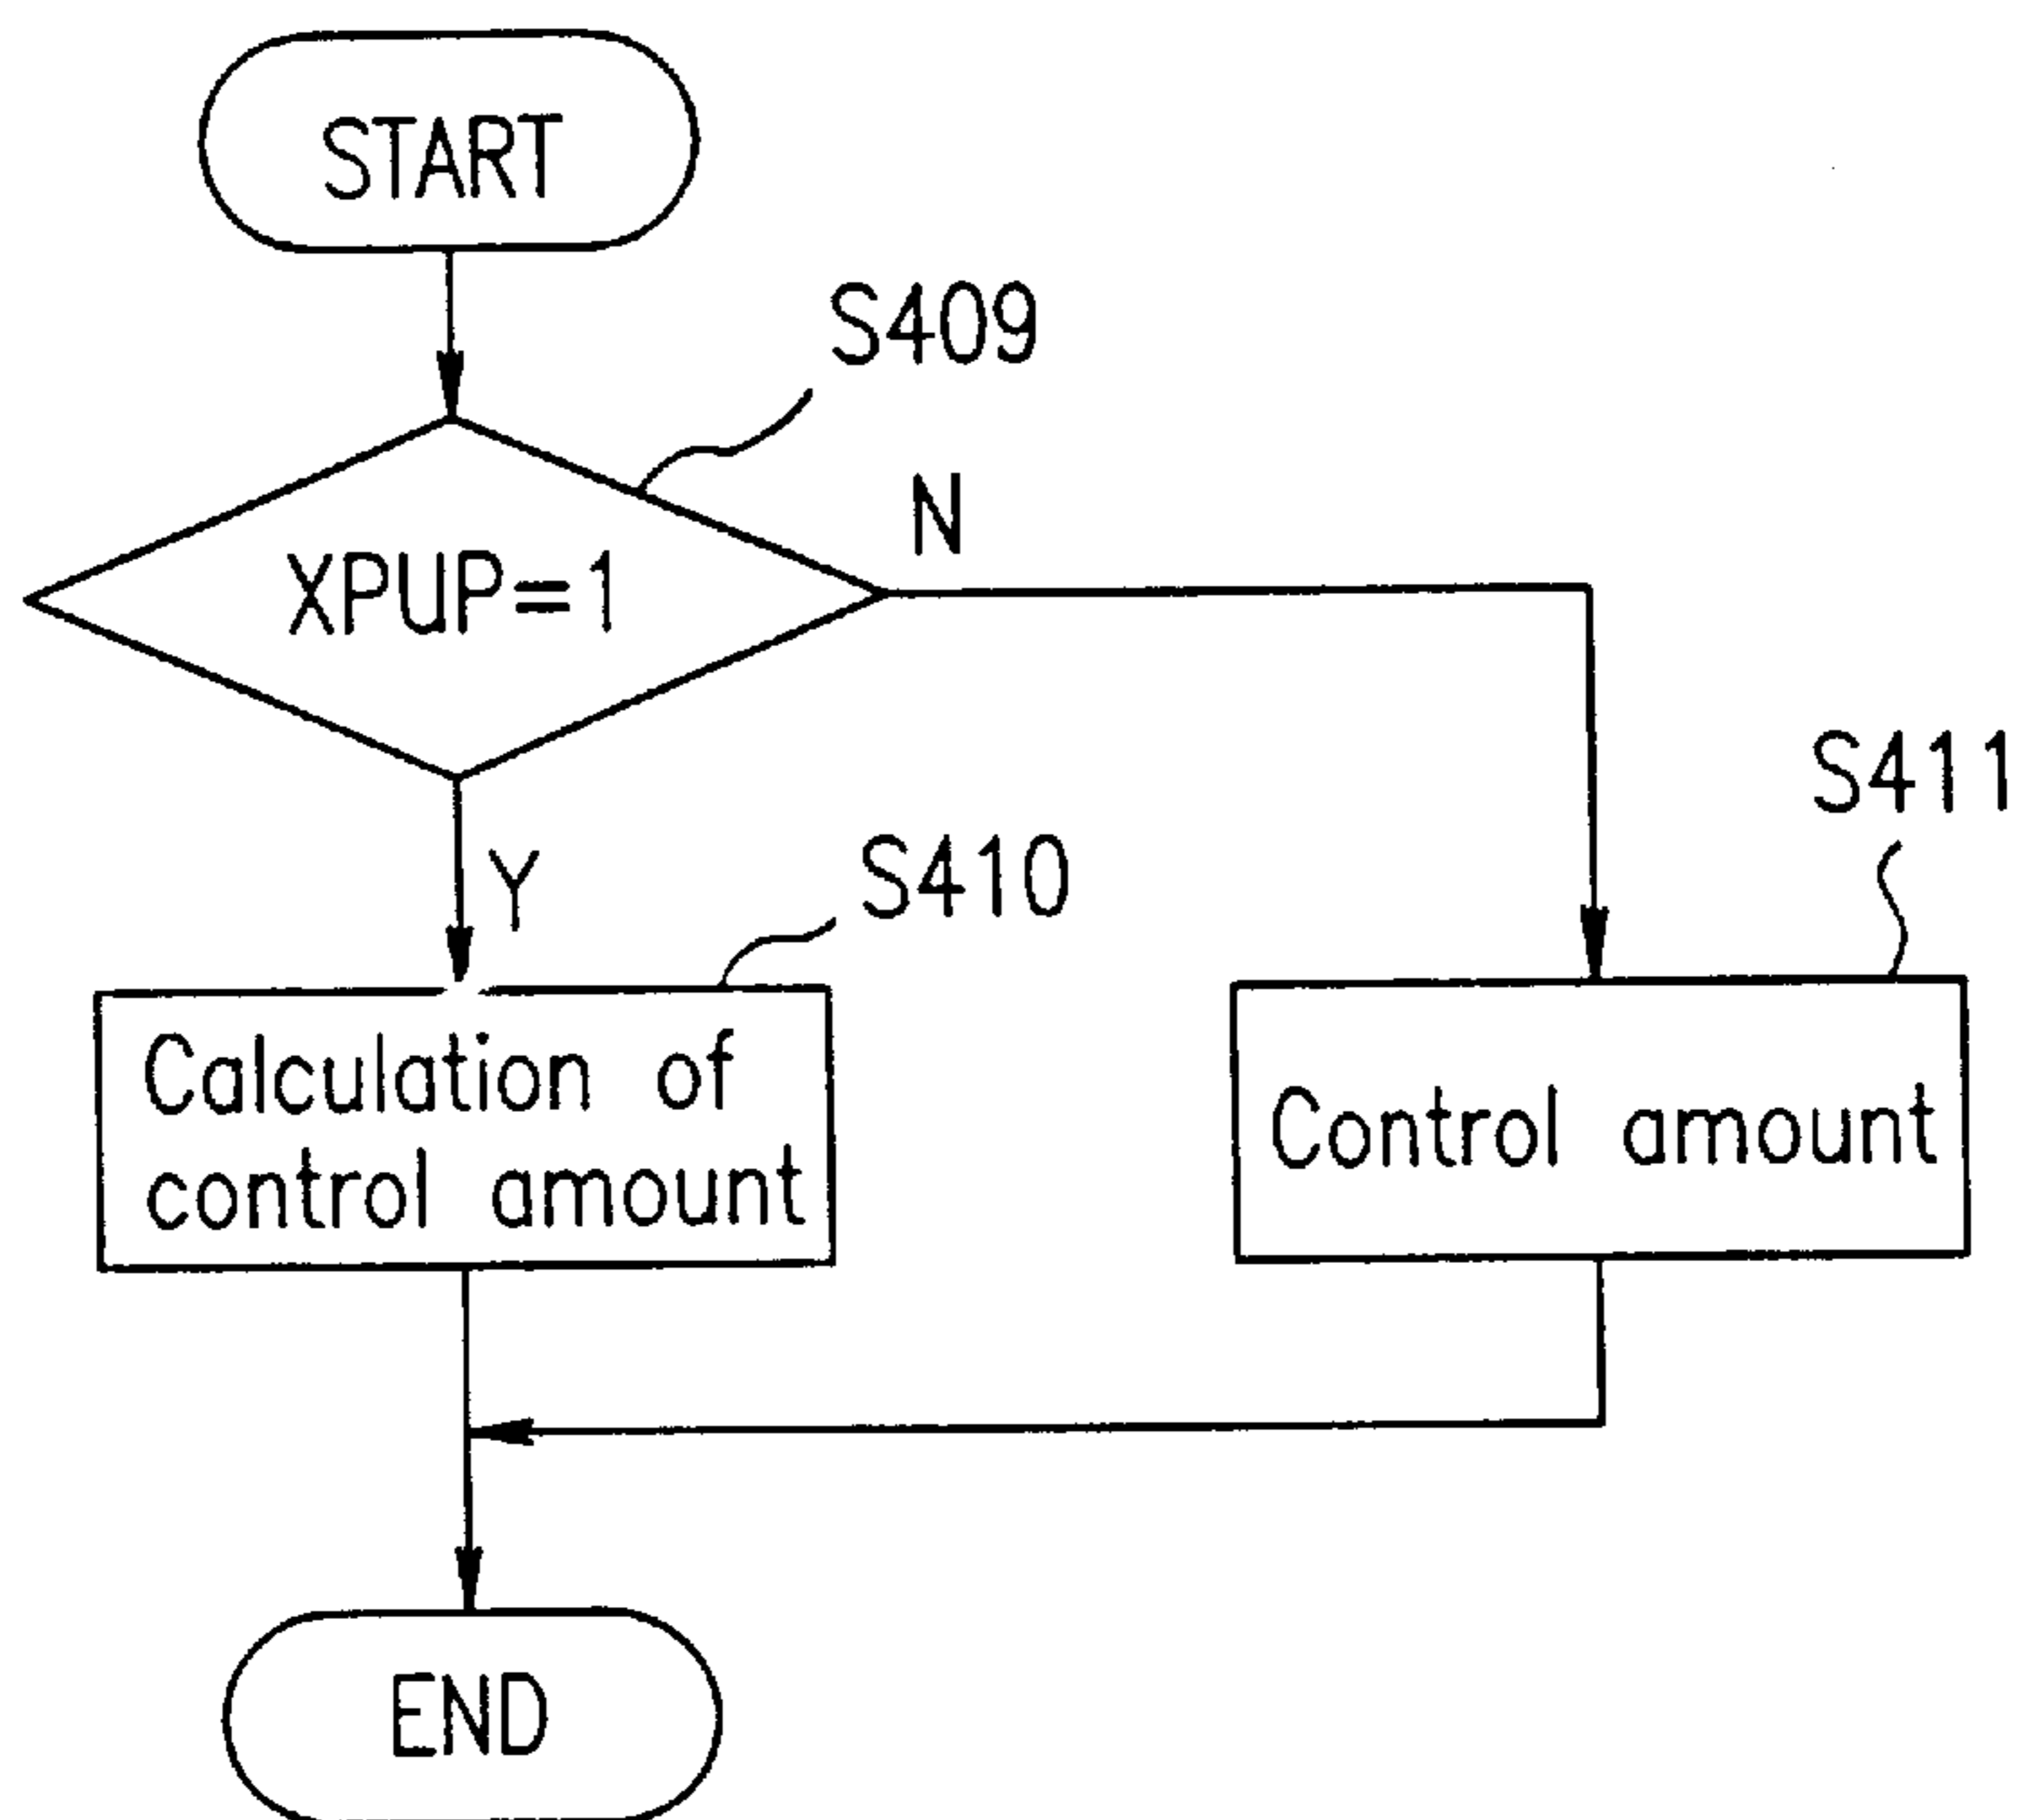 START
S409
N
XPUP=1
S411
Y
S410
Calculation of
control amount
Control amount
END